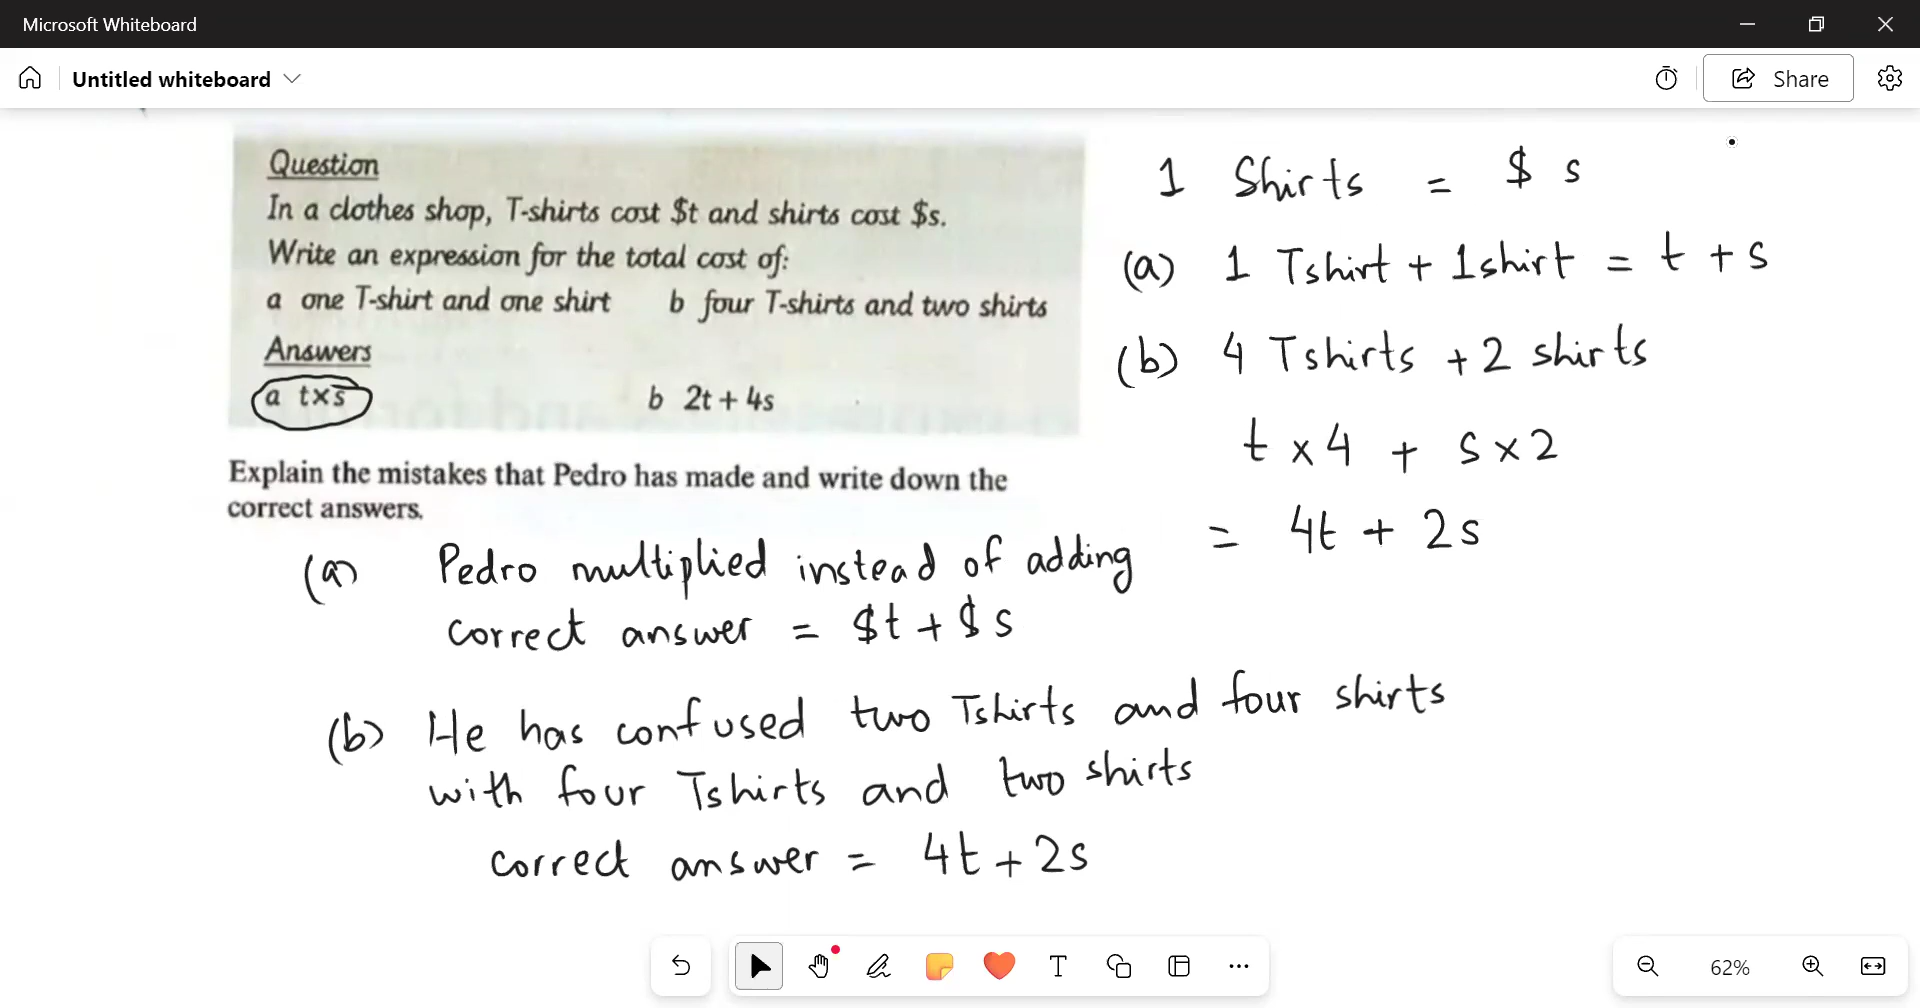 Microsoft Whiteboard
Untitled whiteboard
Share
Question
In a clothes shop, T-shirts cost $t and shirts cost $s.
Write an expression for the total cost of:
a one T-shirt and one shirt b four T-shirts and two shirts
Answers
a t×s b 2t + 4s
Explain the mistakes that Pedro has made and write down the
correct answers.
(a) Pedro multiplied instead of adding
correct answer = $t + $s
(b) He has confused two Tshirts and four shirts
with four Tshirts and two shirts
correct answer = 4t + 2s
1 Shirts = $ s
(a) 1 Tshirt + 1shirt = t + s
(b) 4 Tshirts + 2 shirts
t × 4 + s × 2
= 4t + 2s
62%